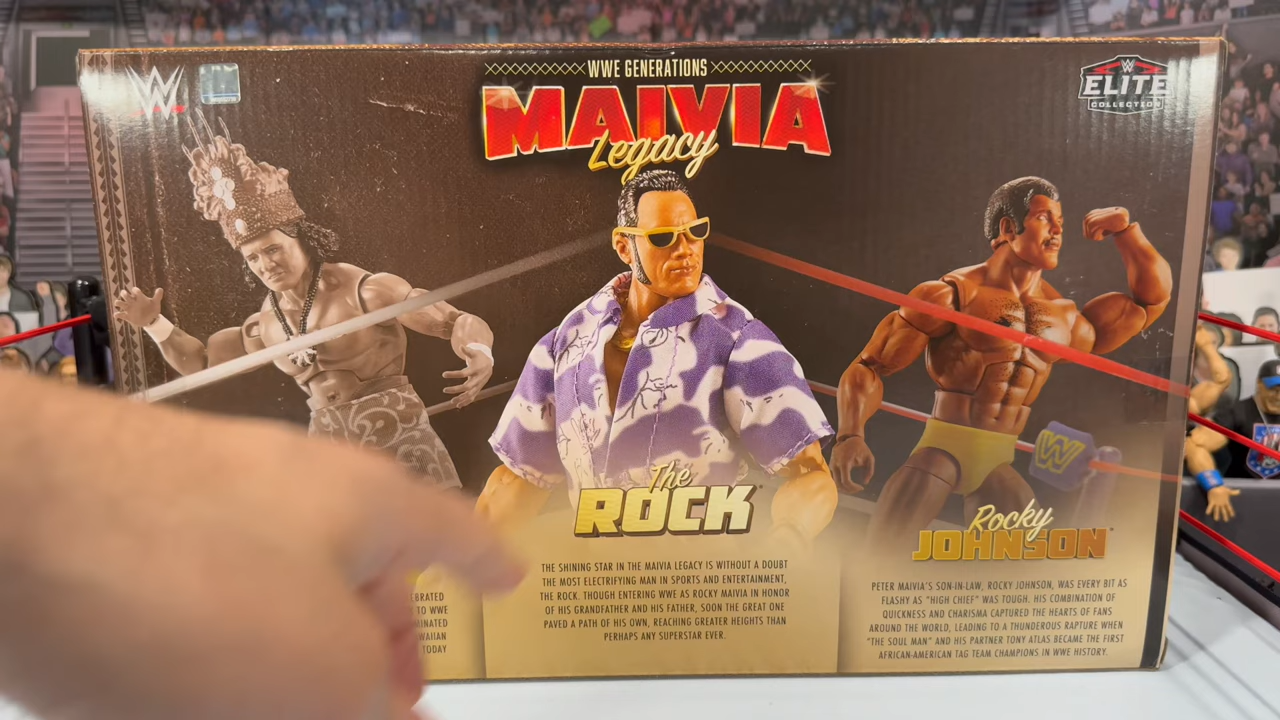 WWE GENERATIONS
MAIVIA
Legacy
W
ELITE
COLLECTION
The
ROCK
Rocky
JOHNSON
EBRATED
TO WWE
MINATED
WAIIAN
TODAY
THE SHINING STAR IN THE MAIVIA LEGACY IS WITHOUT A DOUBT
THE MOST ELECTRIFYING MAN IN SPORTS AND ENTERTAINMENT,
THE ROCK. THOUGH ENTERING WWE AS ROCKY MAIVIA IN HONOR
OF HIS GRANDFATHER AND HIS FATHER, SOON THE GREAT ONE
PAVED A PATH OF HIS OWN, REACHING GREATER HEIGHTS THAN
PERHAPS ANY SUPERSTAR EVER.
PETER MAIVIA'S SON-IN-LAW, ROCKY JOHNSON, WAS EVERY BIT AS
FLASHY AS "HIGH CHIEF" WAS TOUGH. HIS COMBINATION OF
QUICKNESS AND CHARISMA CAPTURED THE HEARTS OF FANS
AROUND THE WORLD, LEADING TO A THUNDEROUS RAPTURE WHEN
"THE SOUL MAN" AND HIS PARTNER TONY ATLAS BECAME THE FIRST
AFRICAN-AMERICAN TAG TEAM CHAMPIONS IN WWE HISTORY.